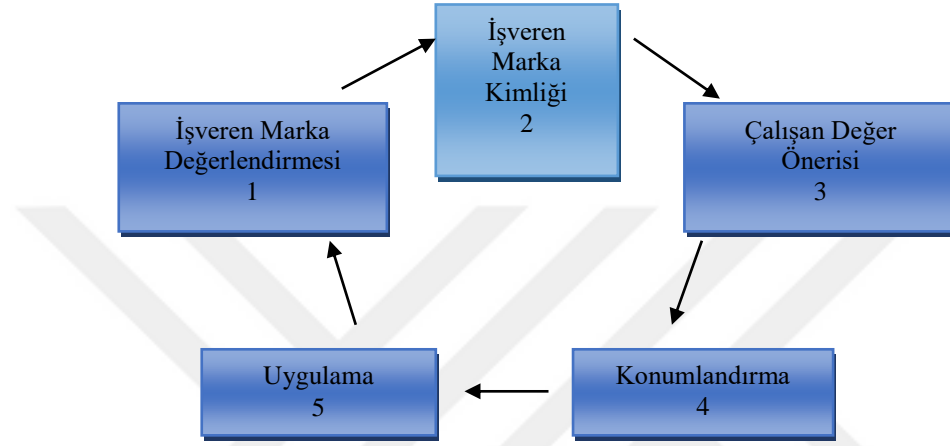 İşveren Marka
Değerlendirmesi
1
İşveren
Marka
Kimliği
2
Çalışan Değer
Önerisi
3
Konumlandırma
4
Uygulama
5